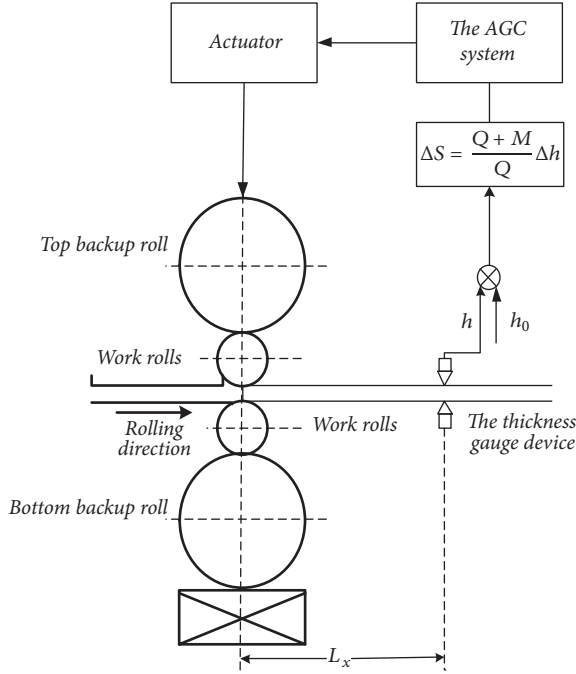 Actuator
The AGC
system
ΔS = Q + M / Q Δh
Top backup roll
h
h₀
Work rolls
Rolling
direction
Work rolls
The thickness
gauge device
Bottom backup roll
Lₓ